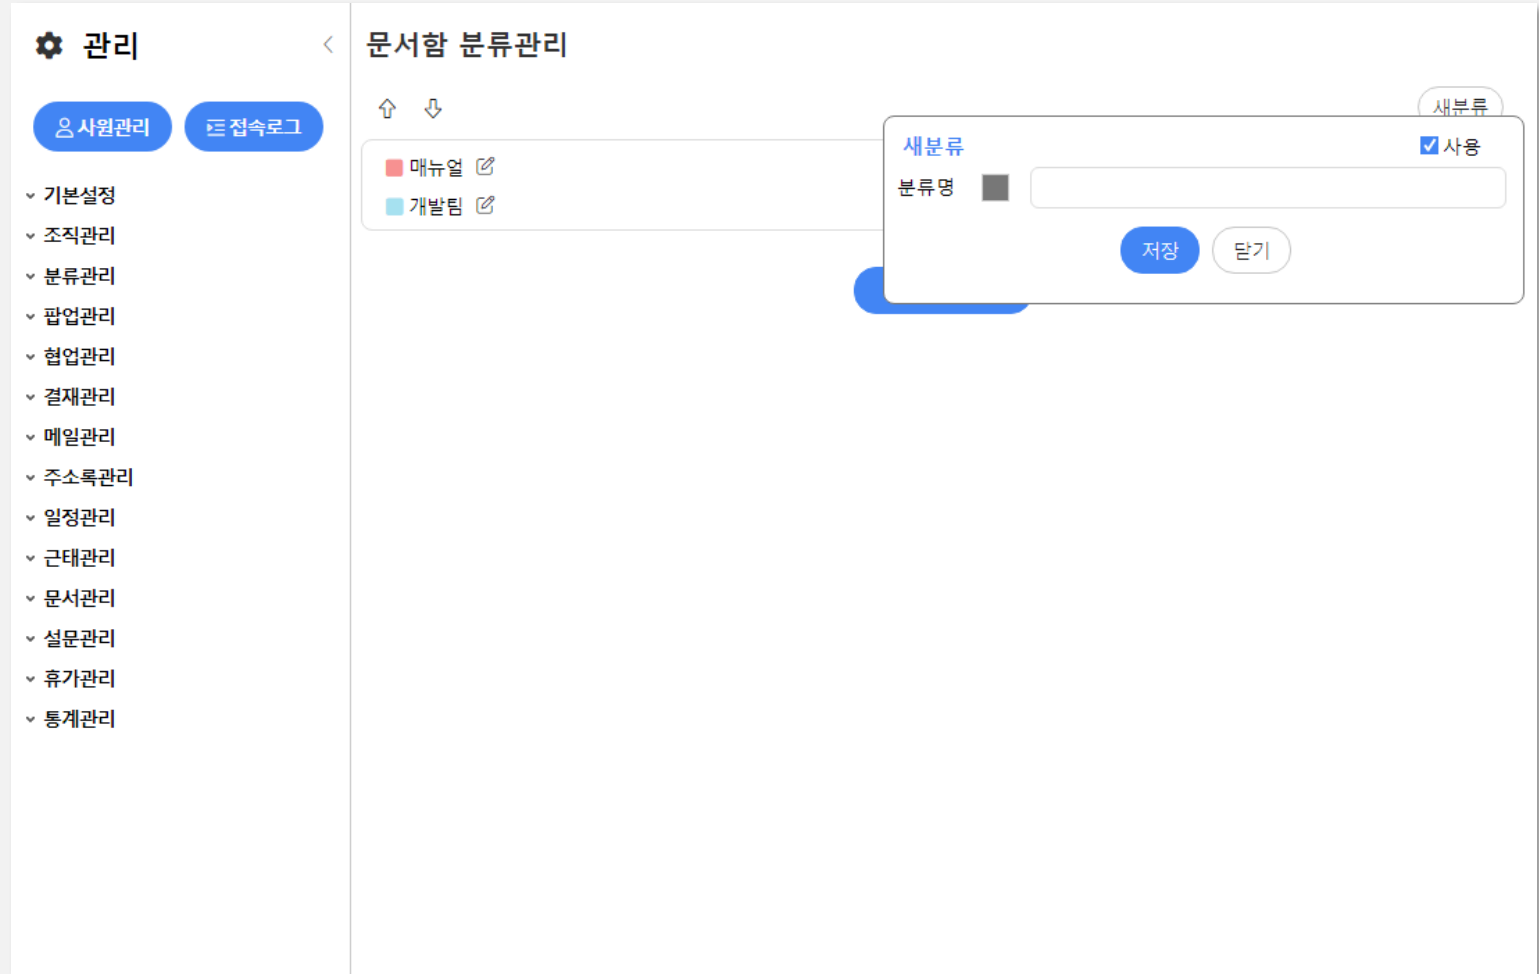 관리
사원관리
접속로그
기본설정
조직관리
분류관리
팝업관리
협업관리
결재관리
메일관리
주소록관리
일정관리
근태관리
문서관리
설문관리
휴가관리
통계관리
문서함 분류관리
새분류
매뉴얼
개발팀
새분류
사용
분류명
저장
닫기